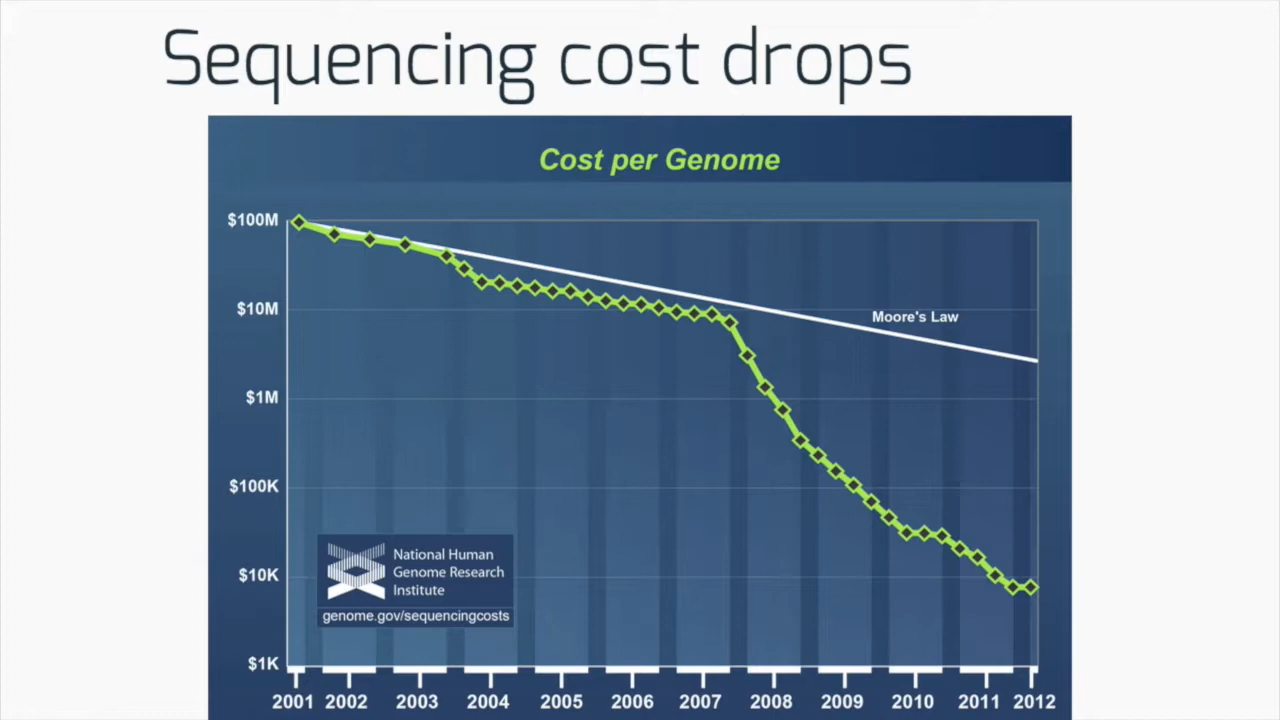 Sequencing cost drops
Cost per Genome
$100M
$10M
Moore's Law
$1M
$100K
National Human
Genome Research
Institute
$10K
genome.gov/sequencingcosts
$1K
2001 2002 2003 2004 2005 2006 2007 2008 2009 2010 2011 2012